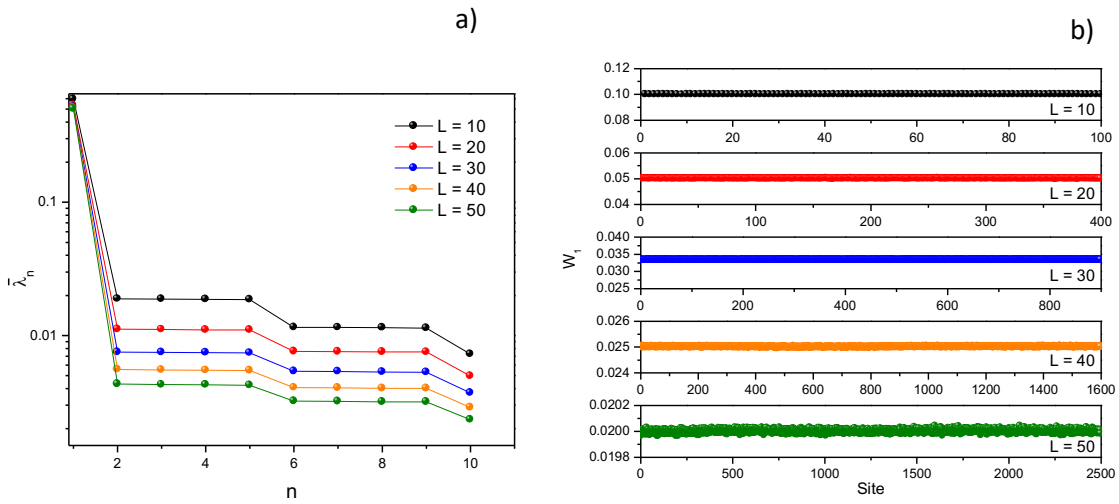 a)
0.1
0.01
λ̄n
2 4 6 8 10
n
L = 10
L = 20
L = 30
L = 40
L = 50
b)
W1
0.12
0.10
0.08
L = 10
0 20 40 60 80 100
0.06
0.05
0.04
L = 20
0 100 200 300 400
0.040
0.035
0.030
0.025
L = 30
0 200 400 600 800
0.026
0.025
0.024
L = 40
0 200 400 600 800 1000 1200 1400 1600
0.0202
0.0200
0.0198
L = 50
0 500 1000 1500 2000 2500
Site